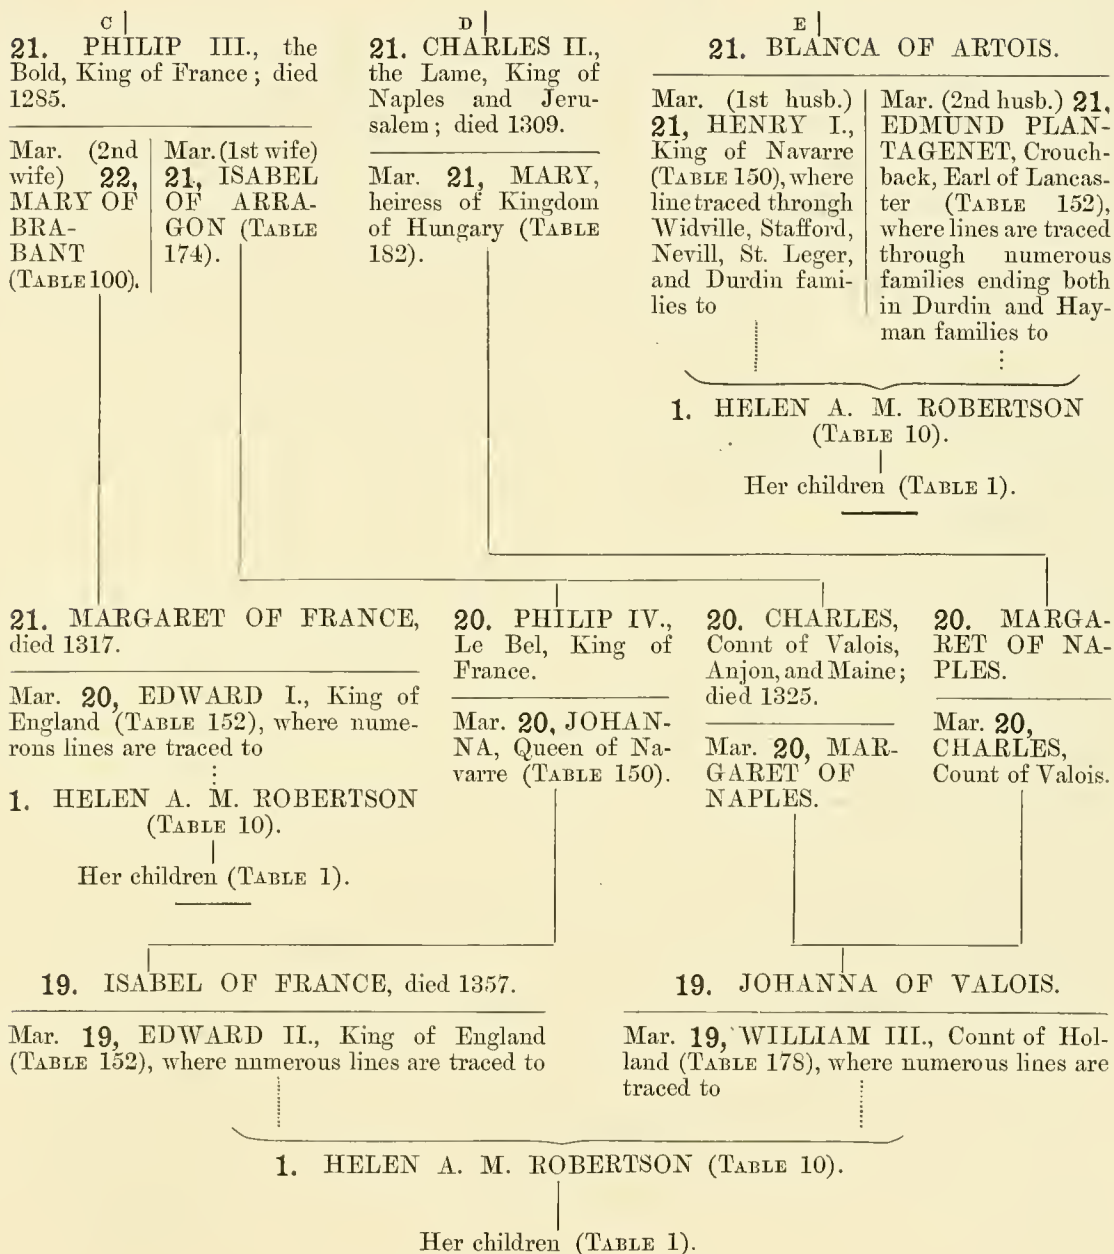 C
21. PHILIP III., the
Bold, King of France; died
1285.
Mar. (2nd
wife) 22,
MARY OF
BRA-
BANT
(TABLE 100).
Mar. (1st wife)
21, ISABEL
OF ARRA-
GON (TABLE
174).
D
21. CHARLES II.,
the Lame, King of
Naples and Jeru-
salem; died 1309.
Mar. 21, MARY,
heiress of Kingdom
of Hungary (TABLE
182).
E
21. BLANCA OF ARTOIS.
Mar. (1st husb.)
21, HENRY I.,
King of Navarre
(TABLE 150), where
line traced through
Widville, Stafford,
Nevill, St. Leger,
and Durdin fami-
lies to
Mar. (2nd husb.) 21,
EDMUND PLAN-
TAGENET, Crouch-
back, Earl of Lancas-
ter (TABLE 152),
where lines are traced
through numerous
families ending both
in Durdin and Hay-
man families to
1. HELEN A. M. ROBERTSON
(TABLE 10).
Her children (TABLE 1).
21. MARGARET OF FRANCE,
died 1317.
Mar. 20, EDWARD I., King of
England (TABLE 152), where nume-
rons lines are traced to
1. HELEN A. M. ROBERTSON
(TABLE 10).
Her children (TABLE 1).
20. PHILIP IV.,
Le Bel, King of
France.
Mar. 20, JOHAN-
NA, Queen of Na-
varre (TABLE 150).
20. CHARLES,
Connt of Valois,
Anjon, and Maine;
died 1325.
Mar. 20, MAR-
GARET OF
NAPLES.
20. MARGA-
RET OF NA-
PLES.
Mar. 20,
CHARLES,
Count of Valois.
19. ISABEL OF FRANCE, died 1357.
Mar. 19, EDWARD II., King of England
(TABLE 152), where nnmerous lines are traced to
19. JOHANNA OF VALOIS.
Mar. 19, WILLIAM III., Connt of Hol-
land (TABLE 178), where numerous lines are
traced to
1. HELEN A. M. ROBERTSON (TABLE 10).
Her children (TABLE 1).